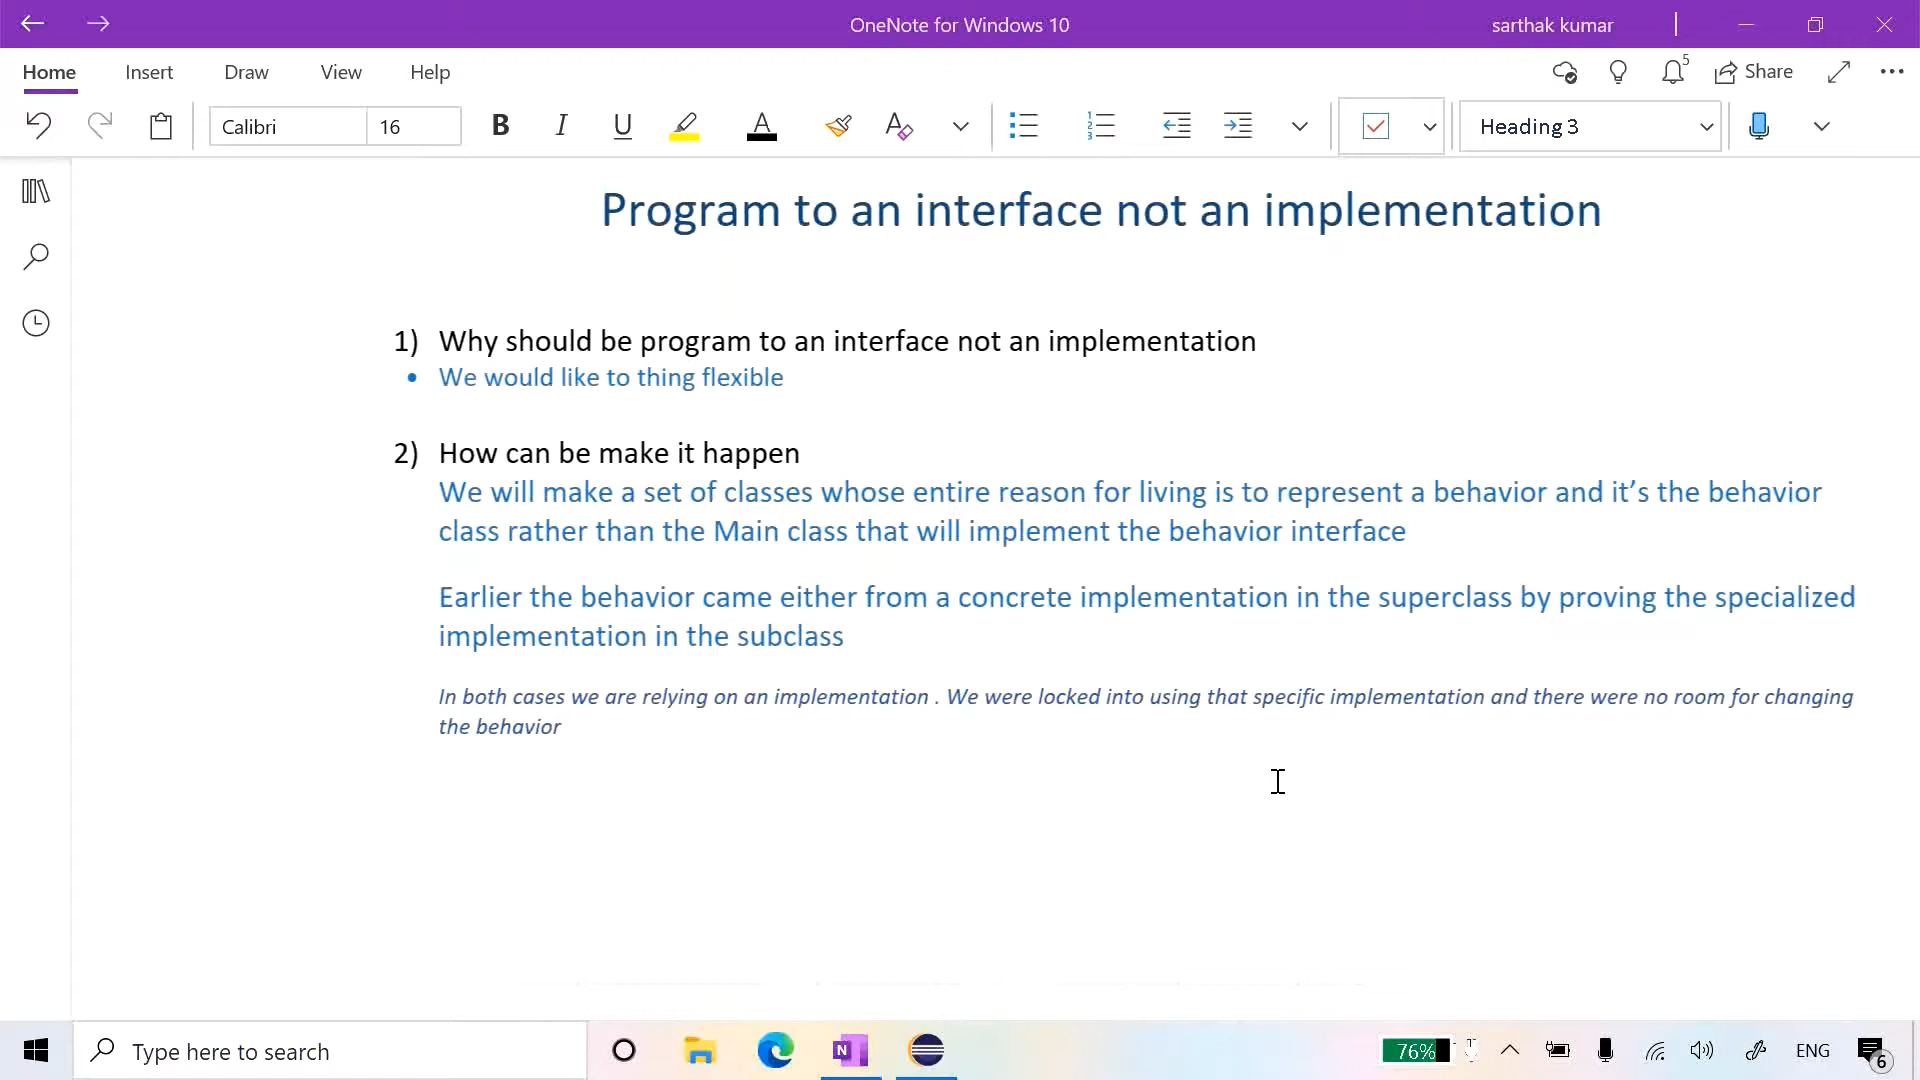 OneNote for Windows 10
sarthak kumar
Home Insert Draw View Help
5
Share
Calibri 16 B I U A A Heading 3
Program to an interface not an implementation
1) Why should be program to an interface not an implementation
• We would like to thing flexible
2) How can be make it happen
We will make a set of classes whose entire reason for living is to represent a behavior and it's the behavior
class rather than the Main class that will implement the behavior interface
Earlier the behavior came either from a concrete implementation in the superclass by proving the specialized
implementation in the subclass
In both cases we are relying on an implementation . We were locked into using that specific implementation and there were no room for changing
the behavior
Type here to search
N
76%
ENG
6